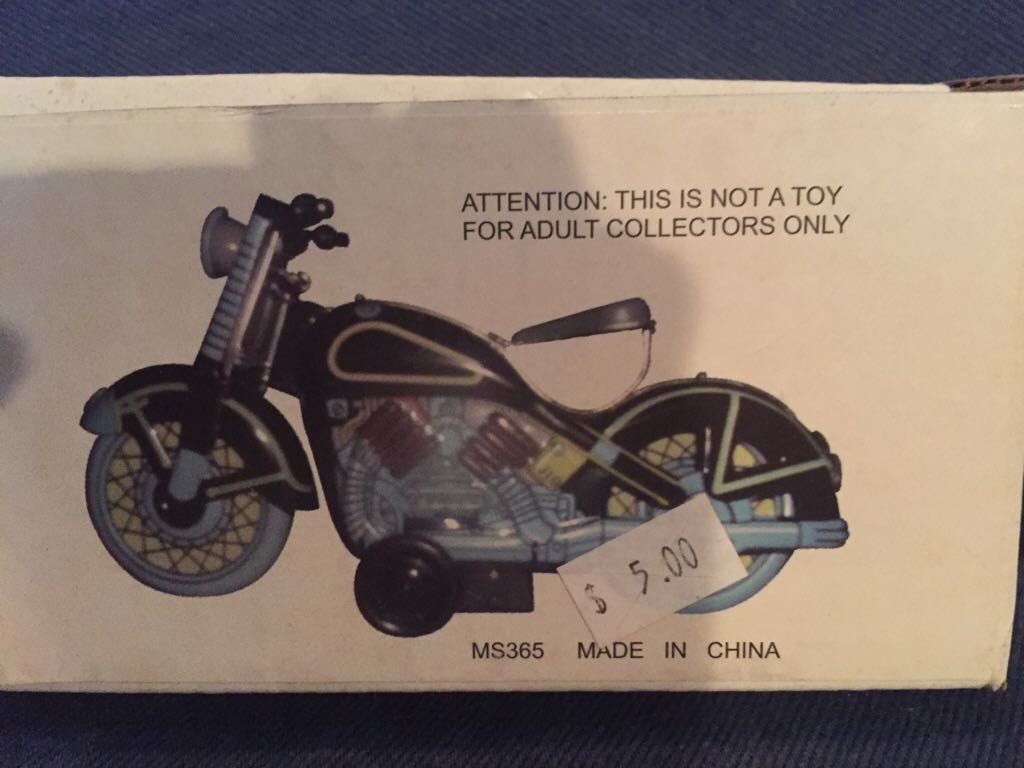 ATTENTION: THIS IS NOT A TOY
FOR ADULT COLLECTORS ONLY
$ 5.00
MS365 MADE IN CHINA